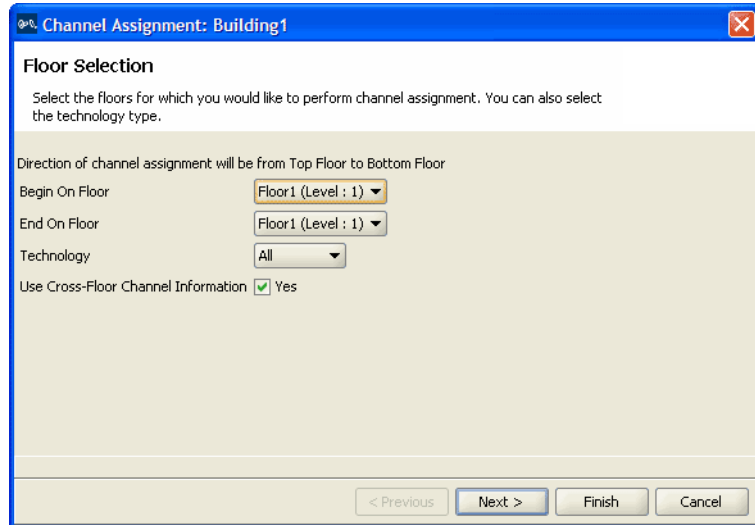 Channel Assignment: Building1
Floor Selection
Select the floors for which you would like to perform channel assignment. You can also select
the technology type.
Direction of channel assignment will be from Top Floor to Bottom Floor
Begin On Floor Floor1 (Level : 1)
End On Floor Floor1 (Level : 1)
Technology All
Use Cross-Floor Channel Information Yes
< Previous Next > Finish Cancel